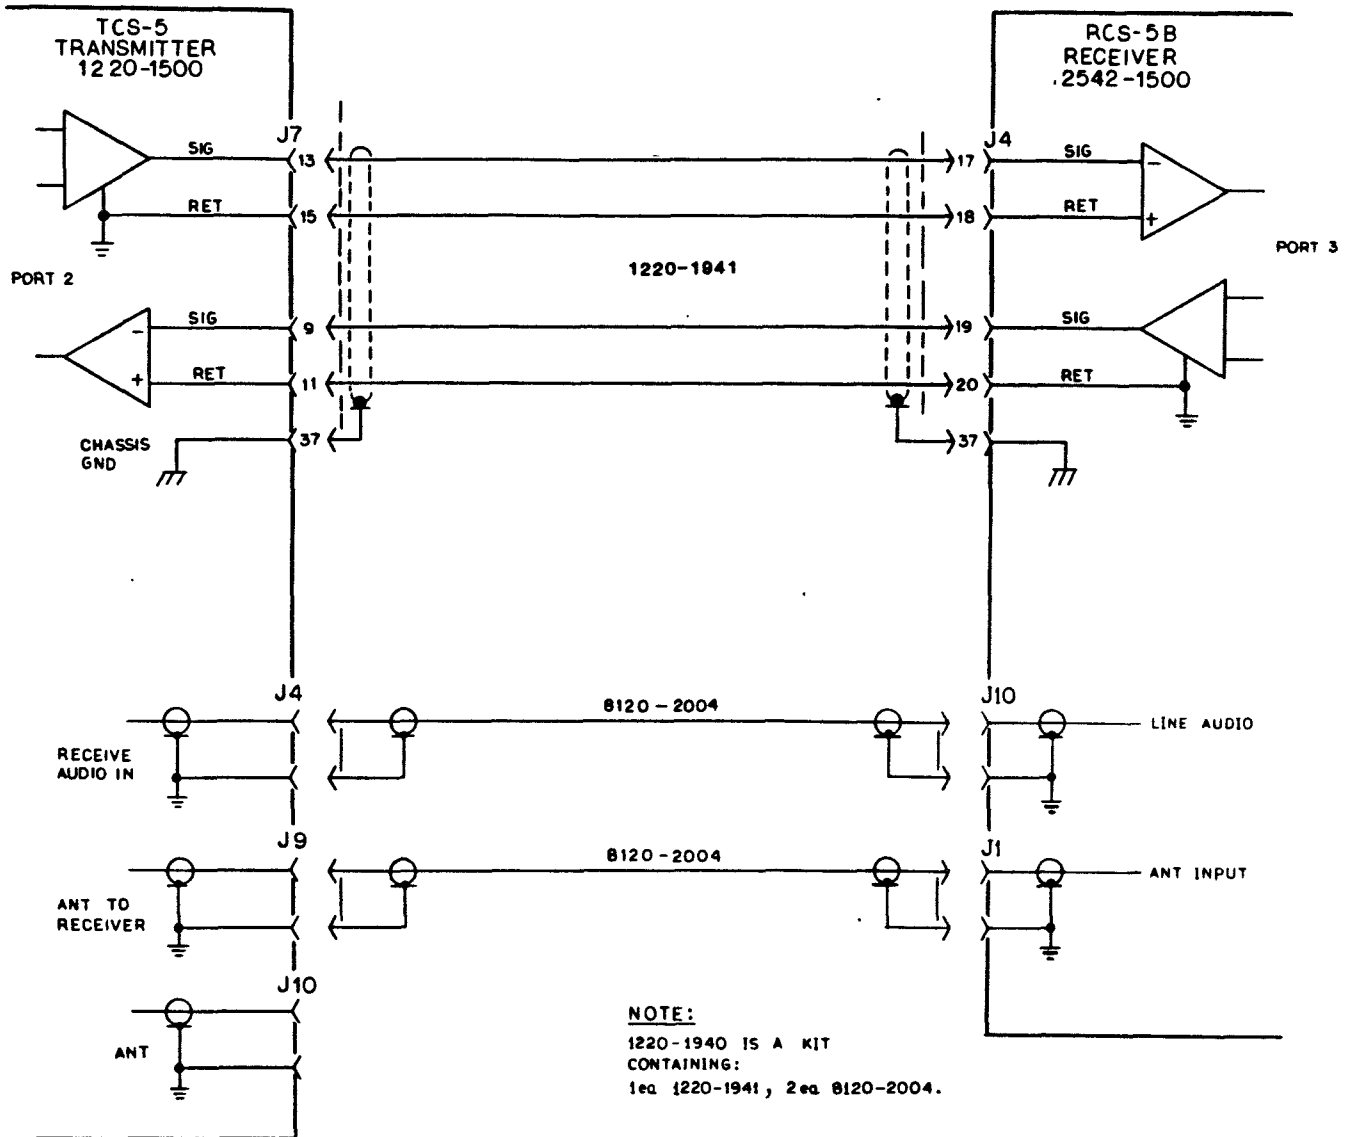 TCS-5
TRANSMITTER
1220-1500
RCS-5B
RECEIVER
.2542-1500
J7
J4
SIG
13
17
SIG
-
RET
15
18
RET
+
PORT 2
1220-1941
PORT 3
-
SIG
9
19
SIG
+
RET
11
20
RET
CHASSIS
GND
37
37
J4
J10
8120-2004
LINE AUDIO
RECEIVE
AUDIO IN
J9
J1
8120-2004
ANT INPUT
ANT TO
RECEIVER
J10
ANT
NOTE:
1220-1940 IS A KIT
CONTAINING:
1ea 1220-1941, 2ea 8120-2004.